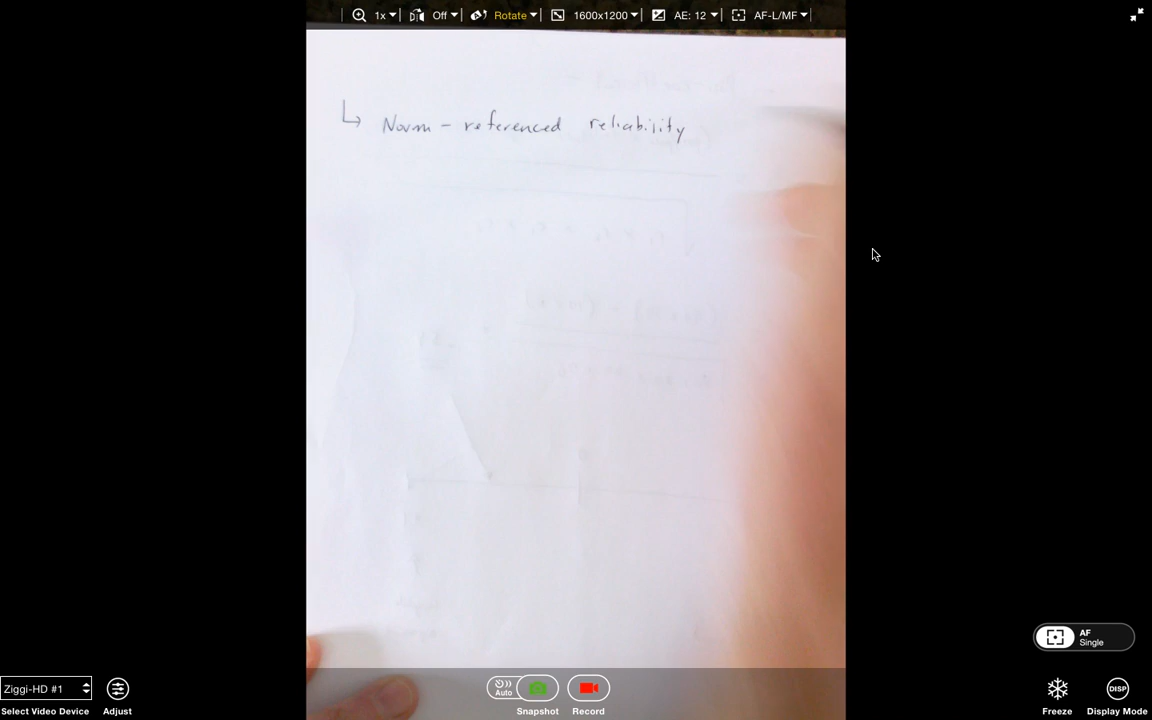 1x
Off
Rotate
1600x1200
AE: 12
AF-L/MF
↳ Norm - referenced reliability
AF
Single
Ziggi-HD #1
Select Video Device
Adjust
Auto
Snapshot
Record
Freeze
DISP
Display Mode